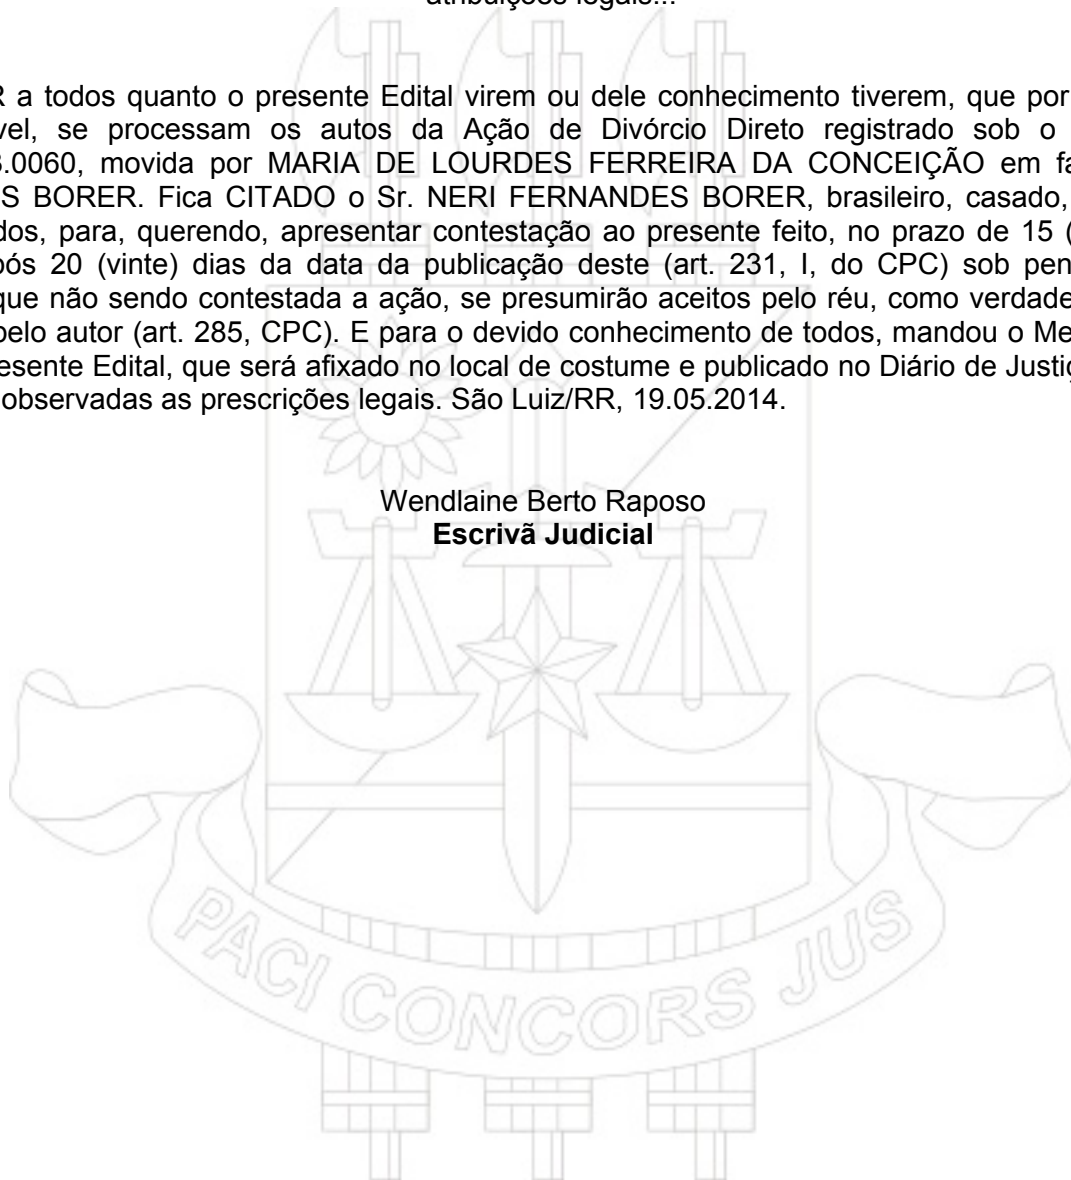 atribuições legais...
R a todos quanto o presente Edital virem ou dele conhecimento tiverem, que por
vel, se processam os autos da Ação de Divórcio Direto registrado sob o
.0060, movida por MARIA DE LOURDES FERREIRA DA CONCEIÇÃO em fa
S BORER. Fica CITADO o Sr. NERI FERNANDES BORER, brasileiro, casado,
dos, para, querendo, apresentar contestação ao presente feito, no prazo de 15 (
pós 20 (vinte) dias da data da publicação deste (art. 231, I, do CPC) sob pen
que não sendo contestada a ação, se presumirão aceitos pelo réu, como verdade
pelo autor (art. 285, CPC). E para o devido conhecimento de todos, mandou o Me
resente Edital, que será afixado no local de costume e publicado no Diário de Justiç
observadas as prescrições legais. São Luiz/RR, 19.05.2014.
Wendlaine Berto Raposo
Escrivã Judicial
PACI CONCORS JUS